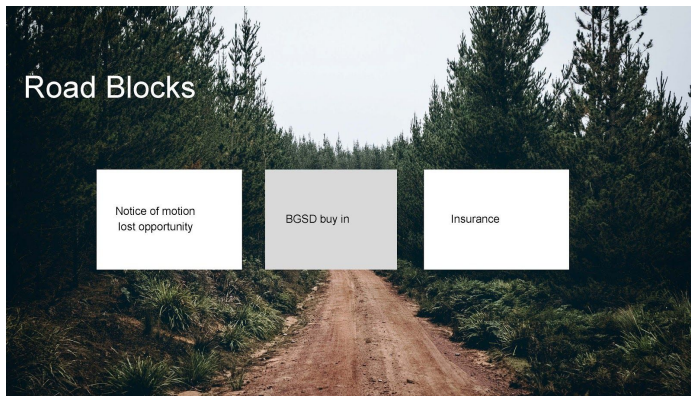 Road Blocks
Notice of motion
lost opportunity
BGSD buy in
Insurance